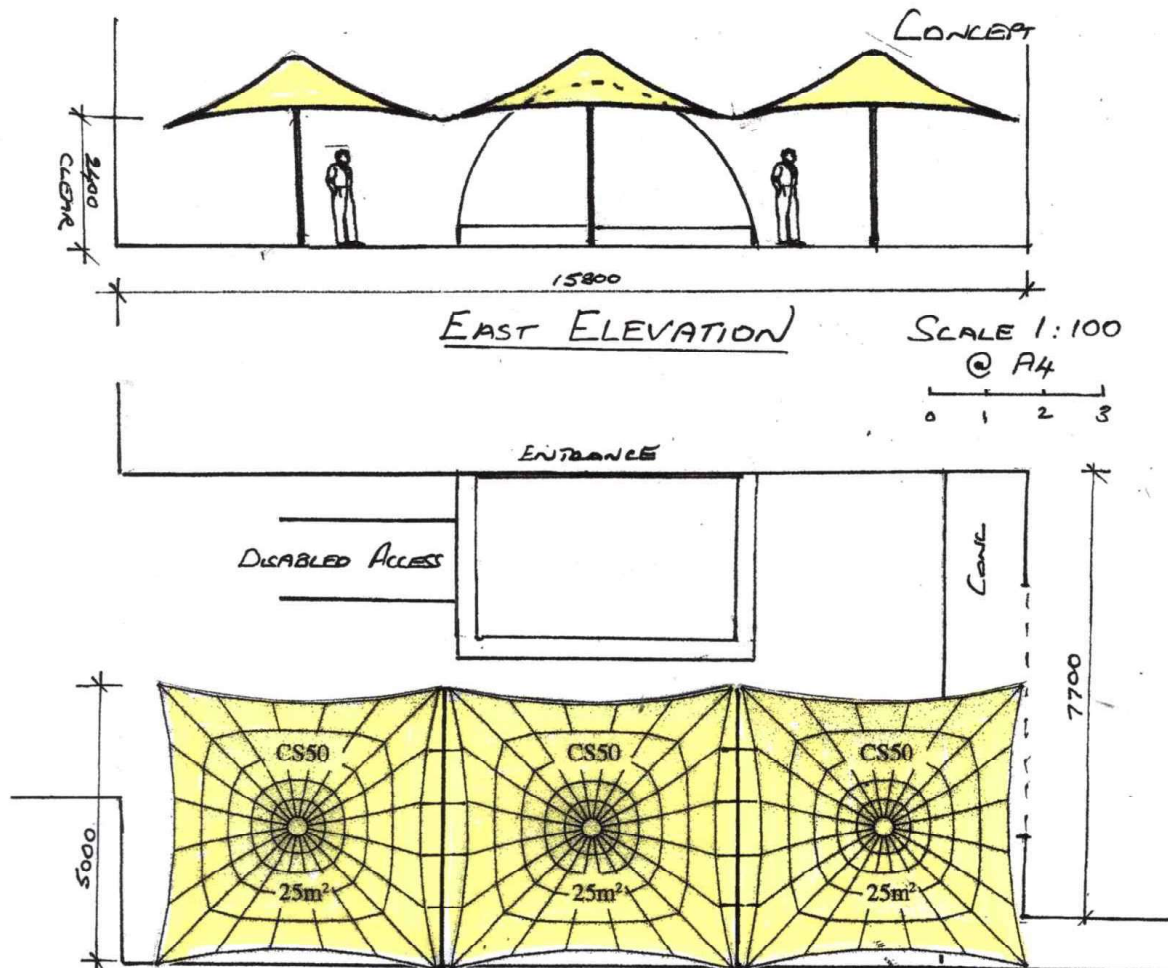 CONCEPT
2400
CLEAR
15800
EAST ELEVATION
SCALE 1:100
@ A4
0 1 2 3
ENTRANCE
DISABLED ACCESS
CONC
7700
5000
CS50 CS50 CS50
25m² 25m² 25m²